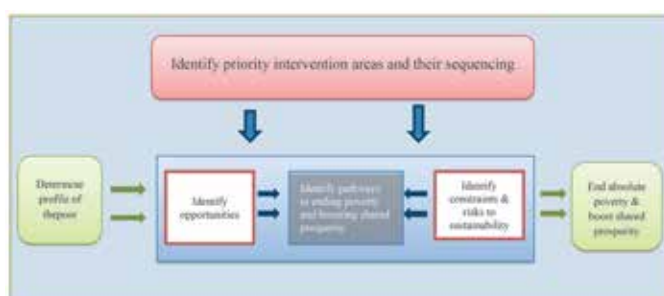 Identify priority intervention areas and their sequencing
Determine
profile of
thepoor
Identify
opportunities
Identify pathways
to ending poverty
and boosting shared
prosperity
Identify
constraints &
risks to
sustainability
End absolute
poverty &
boost shared
prosperity